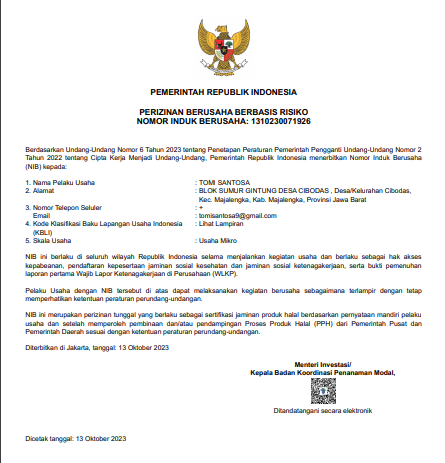 PEMERINTAH REPUBLIK INDONESIA
PERIZINAN BERUSAHA BERBASIS RISIKO
NOMOR INDUK BERUSAHA: 1310230071926
Berdasarkan Undang-Undang Nomor 6 Tahun 2023 tentang Penetapan Peraturan Pemerintah Pengganti Undang-Undang Nomor 2
Tahun 2022 tentang Cipta Kerja Menjadi Undang-Undang, Pemerintah Republik Indonesia menerbitkan Nomor Induk Berusaha
(NIB) kepada:
1. Nama Pelaku Usaha : TOMI SANTOSA
2. Alamat : BLOK SUMUR GINTUNG DESA CIBODAS , Desa/Kelurahan Cibodas,
Kec. Majalengka, Kab. Majalengka, Provinsi Jawa Barat
3. Nomor Telepon Seluler : +
Email : tomisantosa9@gmail.com
4. Kode Klasifikasi Baku Lapangan Usaha Indonesia : Lihat Lampiran
(KBLI)
5. Skala Usaha : Usaha Mikro
NIB ini berlaku di seluruh wilayah Republik Indonesia selama menjalankan kegiatan usaha dan berlaku sebagai hak akses
kepabeanan, pendaftaran kepesertaan jaminan sosial kesehatan dan jaminan sosial ketenagakerjaan, serta bukti pemenuhan
laporan pertama Wajib Lapor Ketenagakerjaan di Perusahaan (WLKP).
Pelaku Usaha dengan NIB tersebut di atas dapat melaksanakan kegiatan berusaha sebagaimana terlampir dengan tetap
memperhatikan ketentuan peraturan perundang-undangan.
NIB ini merupakan perizinan tunggal yang berlaku sebagai sertifikasi jaminan produk halal berdasarkan pernyataan mandiri pelaku
usaha dan setelah memperoleh pembinaan dan/atau pendampingan Proses Produk Halal (PPH) dari Pemerintah Pusat dan
Pemerintah Daerah sesuai dengan ketentuan peraturan perundang-undangan.
Diterbitkan di Jakarta, tanggal: 13 Oktober 2023
Menteri Investasi/
Kepala Badan Koordinasi Penanaman Modal,
Ditandatangani secara elektronik
Dicetak tanggal: 13 Oktober 2023